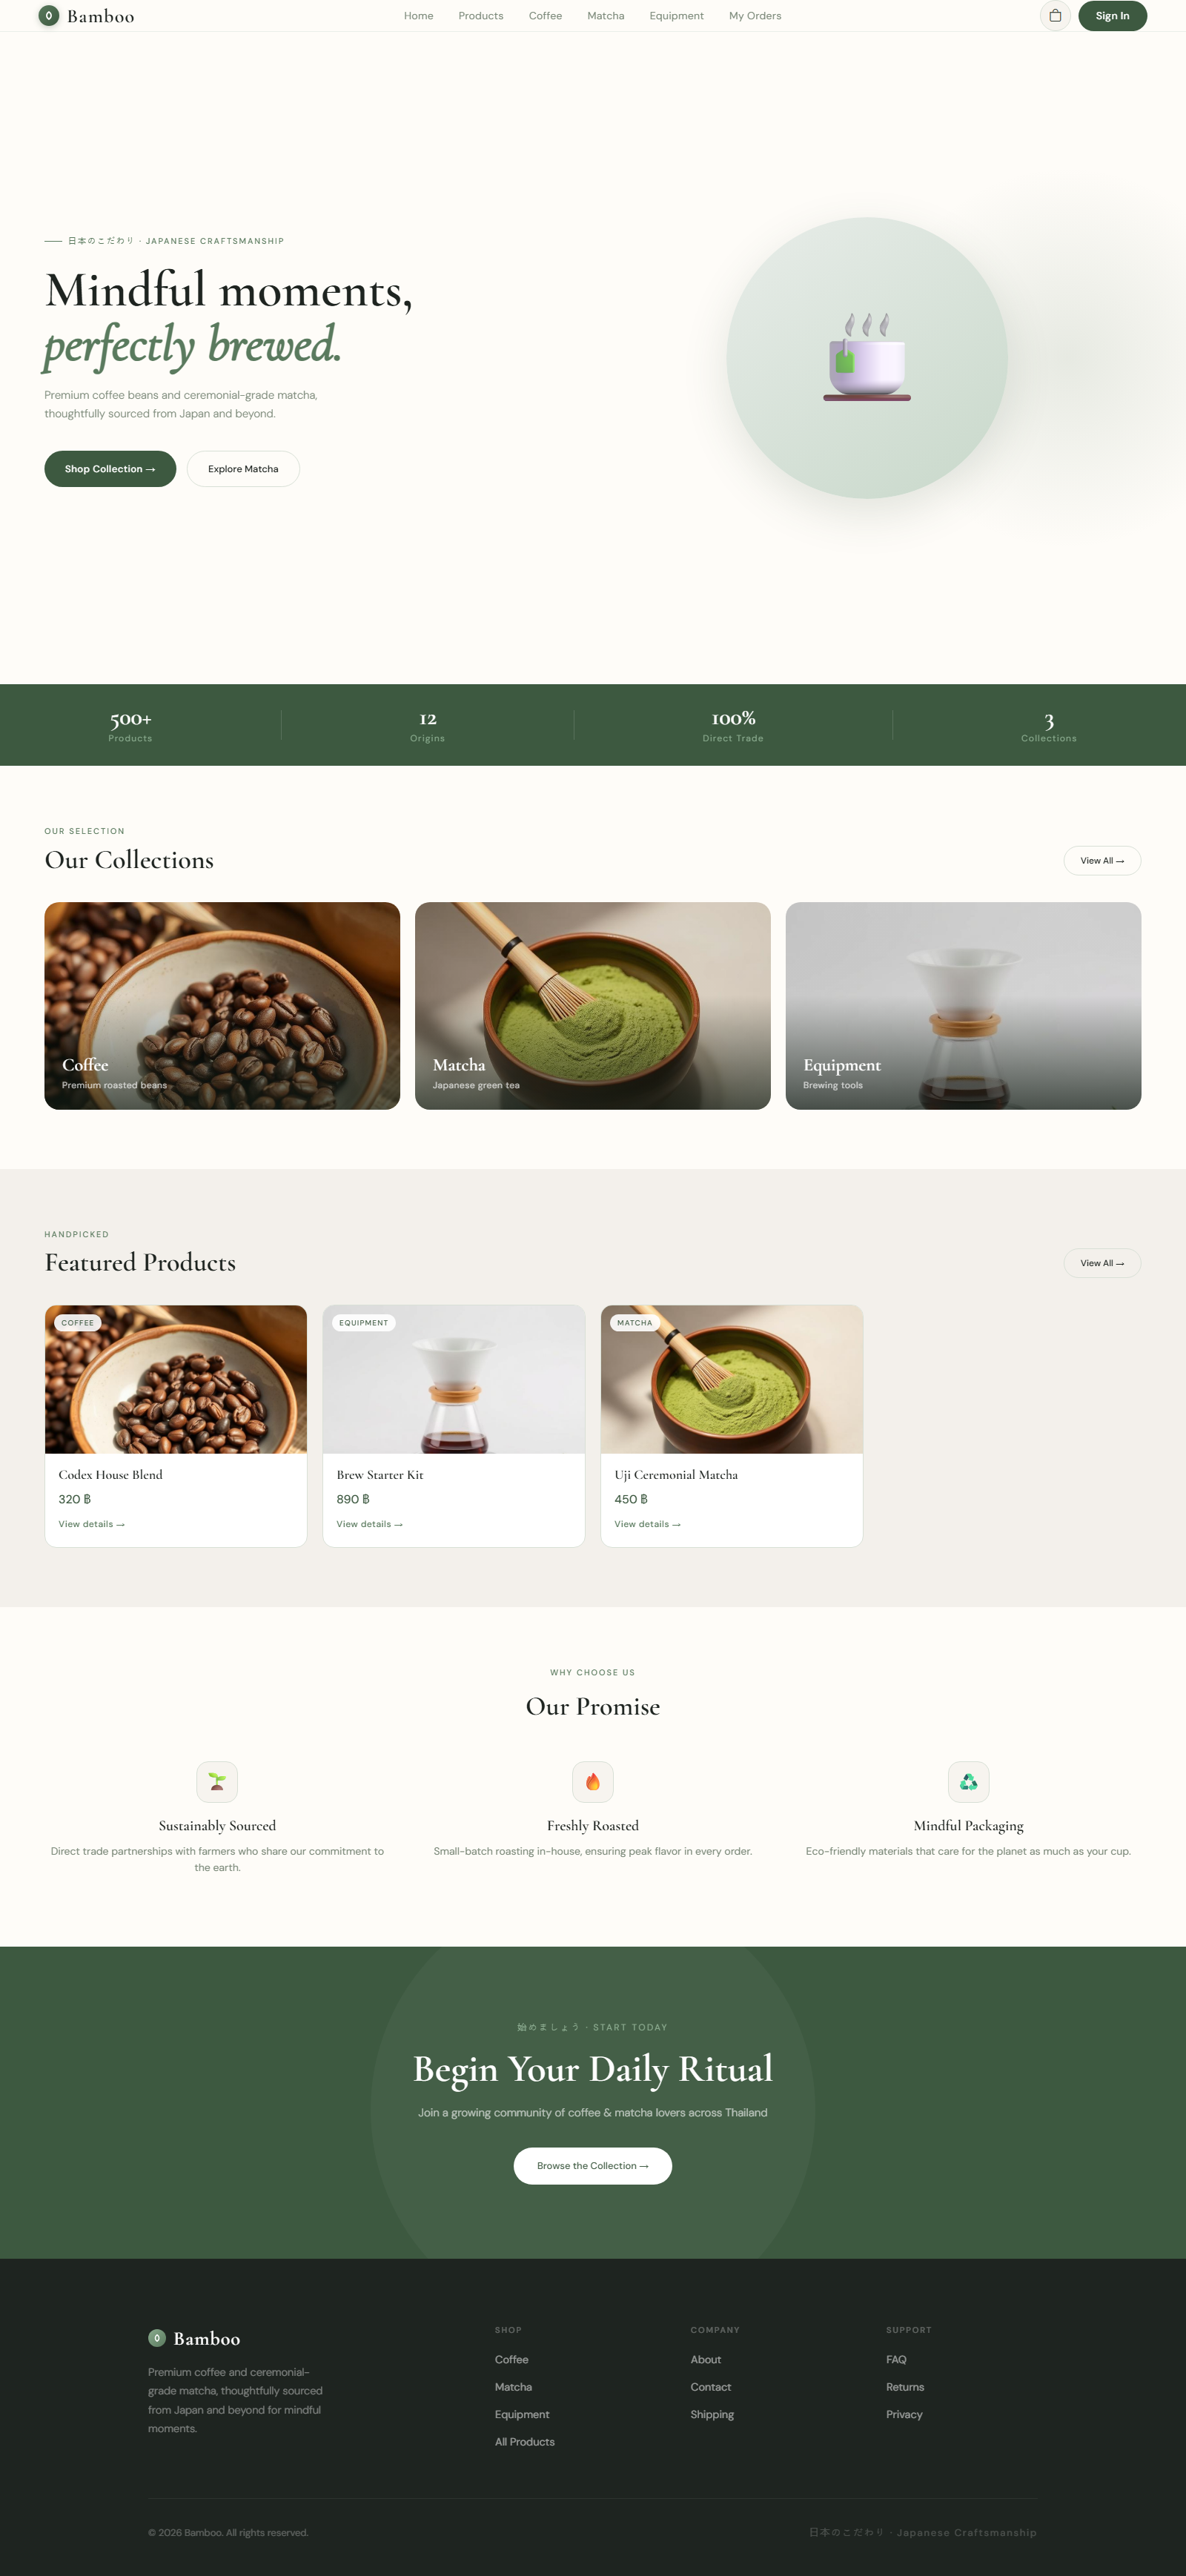 Bamboo
Home Products Coffee Matcha Equipment My Orders
Sign In
日本のこだわり · JAPANESE CRAFTSMANSHIP
Mindful moments,
perfectly brewed.
Premium coffee beans and ceremonial-grade matcha,
thoughtfully sourced from Japan and beyond.
Shop Collection →
Explore Matcha
500+
Products
12
Origins
100%
Direct Trade
3
Collections
OUR SELECTION
Our Collections
View All →
Coffee
Premium roasted beans
Matcha
Japanese green tea
Equipment
Brewing tools
HANDPICKED
Featured Products
View All →
COFFEE
Codex House Blend
320 ฿
View details →
EQUIPMENT
Brew Starter Kit
890 ฿
View details →
MATCHA
Uji Ceremonial Matcha
450 ฿
View details →
WHY CHOOSE US
Our Promise
Sustainably Sourced
Direct trade partnerships with farmers who share our commitment to
the earth.
Freshly Roasted
Small-batch roasting in-house, ensuring peak flavor in every order.
Mindful Packaging
Eco-friendly materials that care for the planet as much as your cup.
始めましょう · START TODAY
Begin Your Daily Ritual
Join a growing community of coffee & matcha lovers across Thailand
Browse the Collection →
Bamboo
Premium coffee and ceremonial-
grade matcha, thoughtfully sourced
from Japan and beyond for mindful
moments.
SHOP
Coffee
Matcha
Equipment
All Products
COMPANY
About
Contact
Shipping
SUPPORT
FAQ
Returns
Privacy
© 2026 Bamboo. All rights reserved.
日本のこだわり · Japanese Craftsmanship